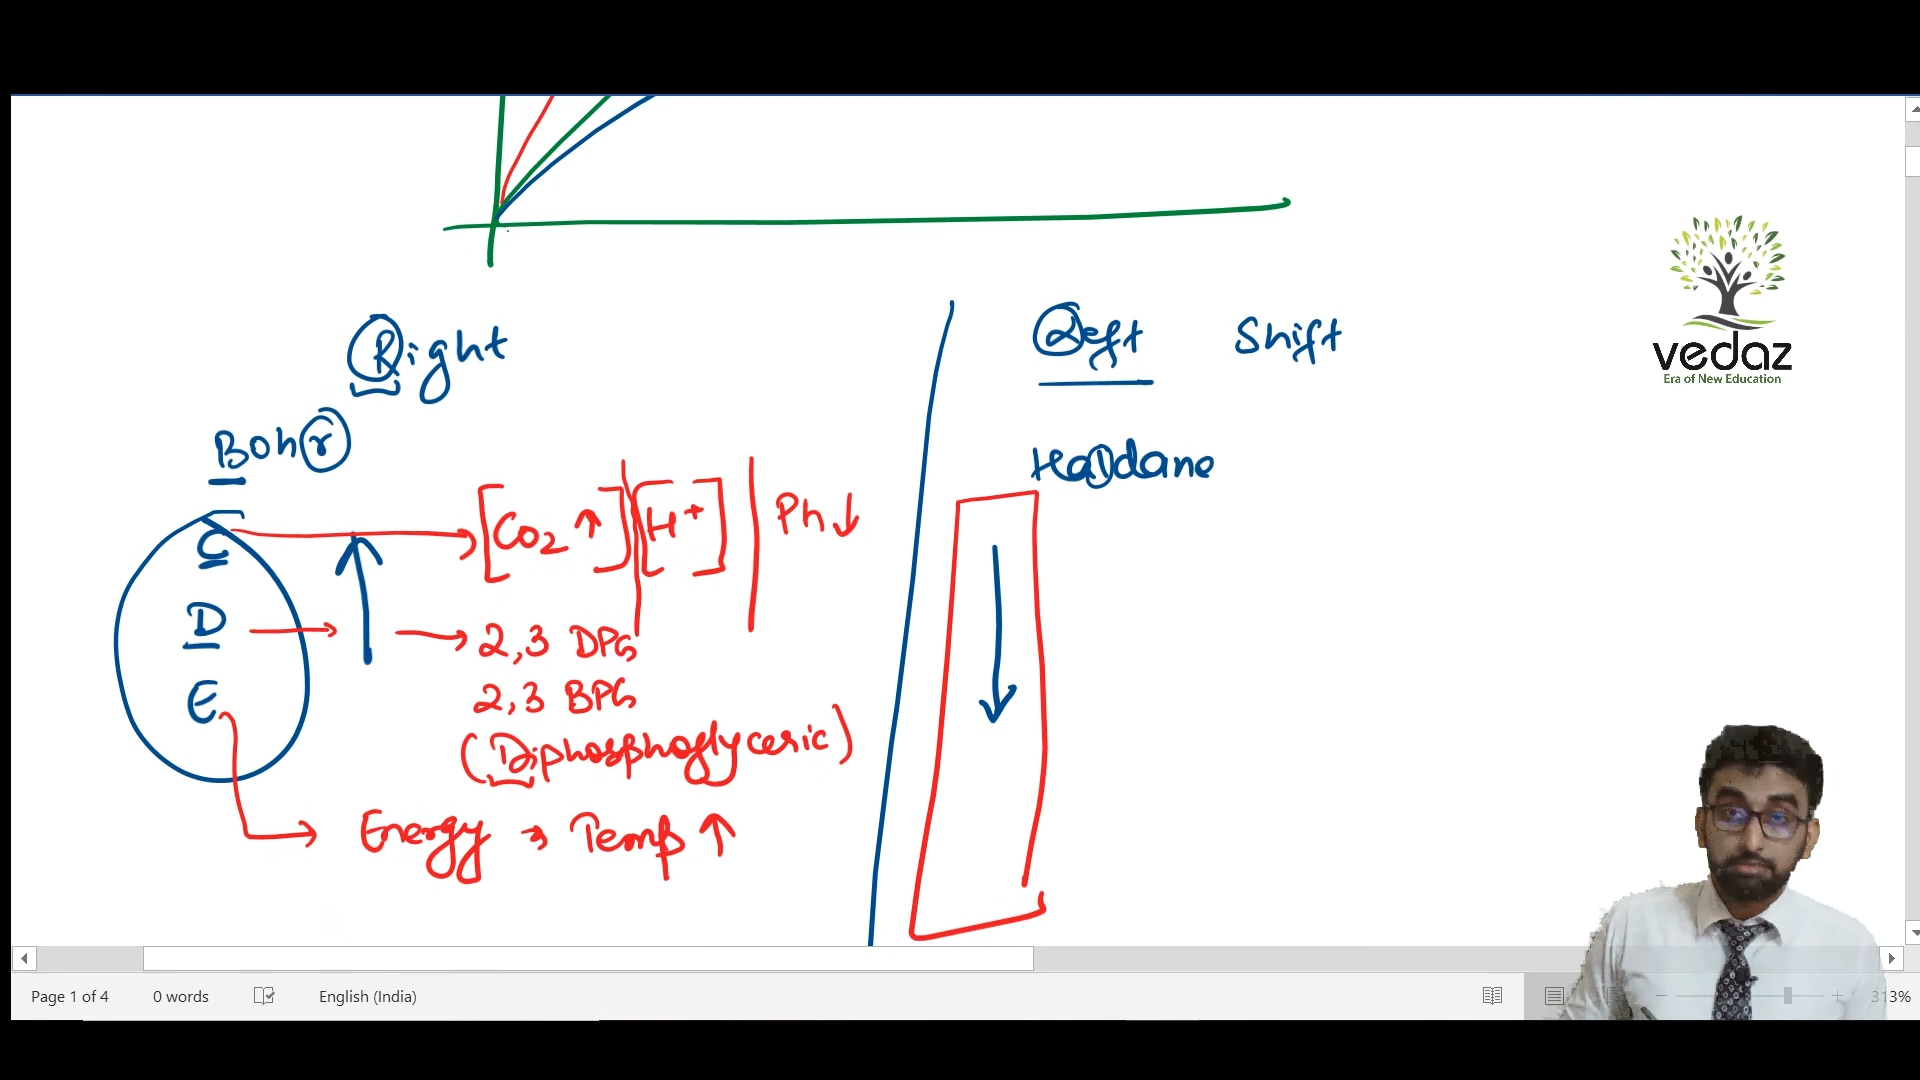 Right
Left Shift
vedaz
Era of New Education
Bohr
Haldane
C
[CO2 ↑] [H+] Ph↓
D
2,3 DPG
E
2,3 BPG
(Diphosphoglyceric)
Energy → Temp ↑
Page 1 of 4 0 words English (India) 313%